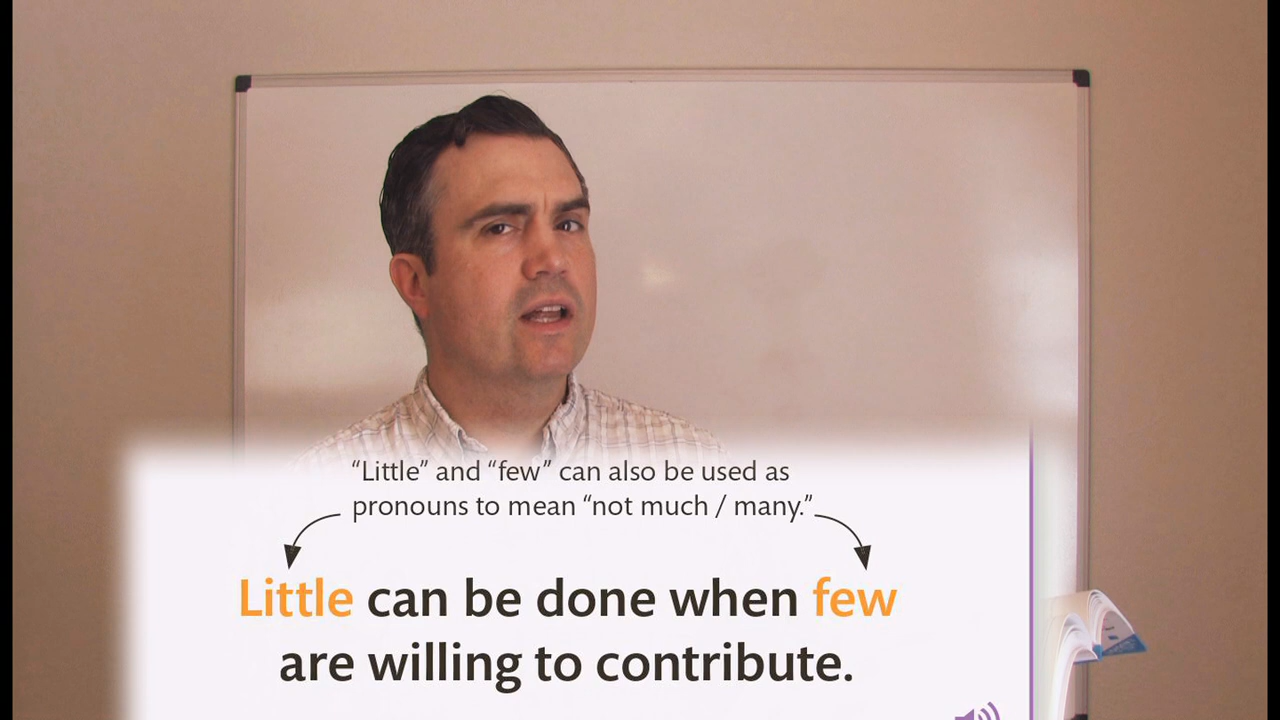 “Little” and “few” can also be used as
pronouns to mean “not much / many.”
Little can be done when few
are willing to contribute.